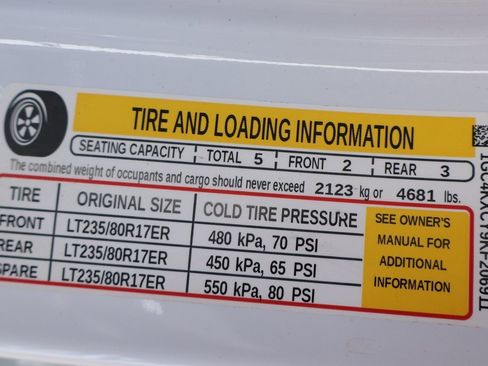 TIRE AND LOADING INFORMATION
SEATING CAPACITY TOTAL 5 FRONT 2 REAR 3
The combined weight of occupants and cargo should never exceed 2123 kg or 4681 lbs.
TIRE ORIGINAL SIZE COLD TIRE PRESSURE
FRONT LT235/80R17ER 480 kPa, 70 PSI
REAR LT235/80R17ER 450 kPa, 65 PSI
SPARE LT235/80R17ER 550 kPa, 80 PSI
SEE OWNER'S
MANUAL FOR
ADDITIONAL
INFORMATION